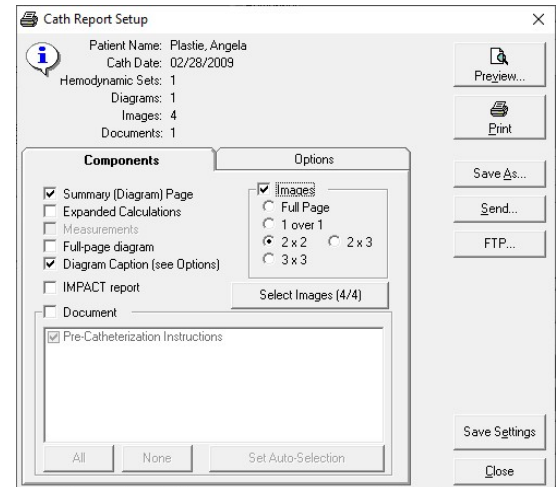 Cath Report Setup
Patient Name: Plastie, Angela
Cath Date: 02/28/2009
Hemodynamic Sets: 1
Diagrams: 1
Images: 4
Documents: 1
Preview...
Print
Components
Options
Summary (Diagram) Page
Expanded Calculations
Measurements
Full-page diagram
Diagram Caption (see Options)
IMPACT report
Images
Full Page
1 over 1
2 x 2 2 x 3
3 x 3
Select Images (4/4)
Document
Pre-Catheterization Instructions
All None Set Auto-Selection
Save As...
Send...
FTP...
Save Settings
Close